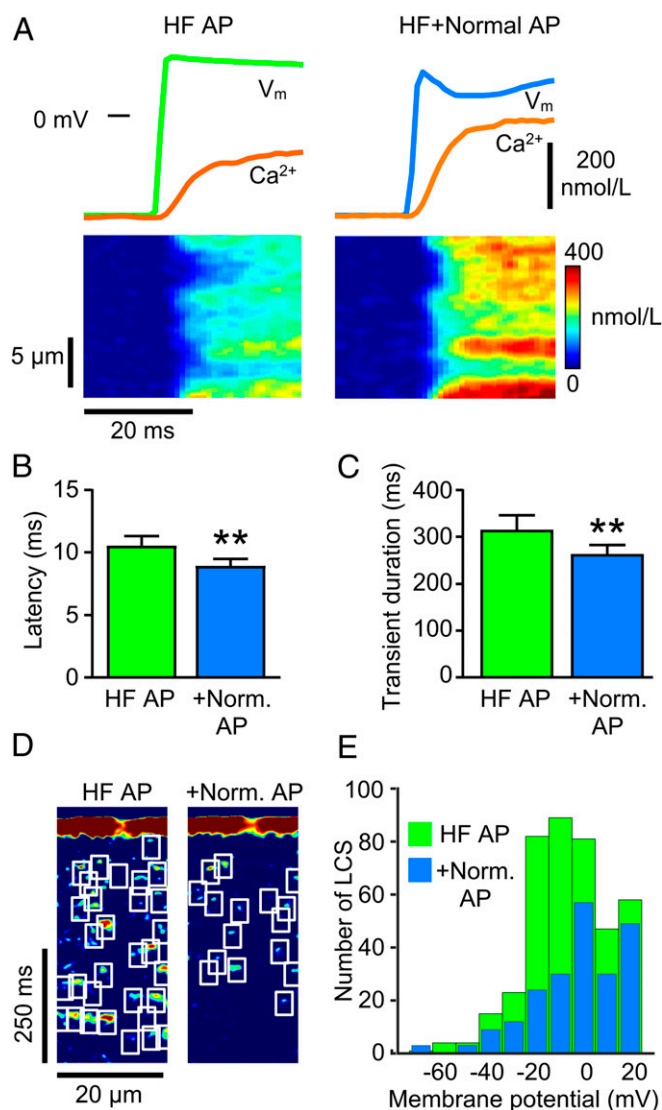 A
HF AP
HF+Normal AP
Vm
0 mV
Ca2+
Vm
Ca2+
200
nmol/L
400
nmol/L
0
5 µm
20 ms
B
Latency (ms)
15
10
5
0
**
HF AP
+Norm.
AP
C
Transient duration (ms)
400
300
200
100
0
**
HF AP
+Norm.
AP
D
HF AP
+Norm. AP
250 ms
20 µm
E
Number of LCS
100
80
60
40
20
0
HF AP
+Norm.
AP
-60 -40 -20 0 20
Membrane potential (mV)